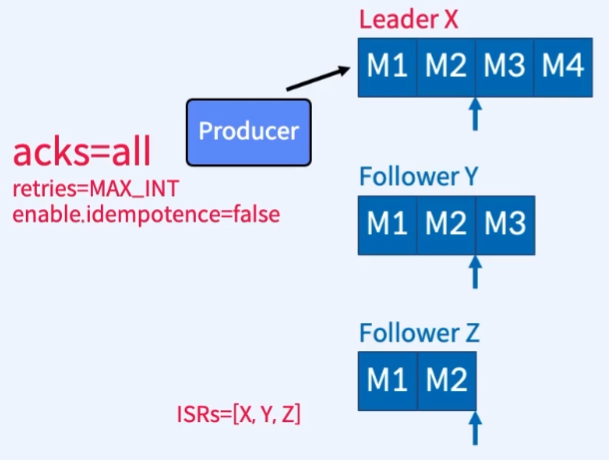 Leader X
M1 M2 M3 M4
Producer
acks=all
retries=MAX_INT
enable.idempotence=false
Follower Y
M1 M2 M3
Follower Z
M1 M2
ISRs=[X, Y, Z]